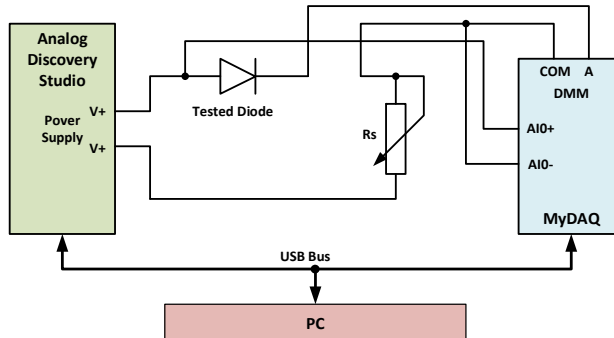 Analog
Discovery
Studio
V+
Power
Supply
V+
Tested Diode
Rs
COM A
DMM
AI0+
AI0-
MyDAQ
USB Bus
PC